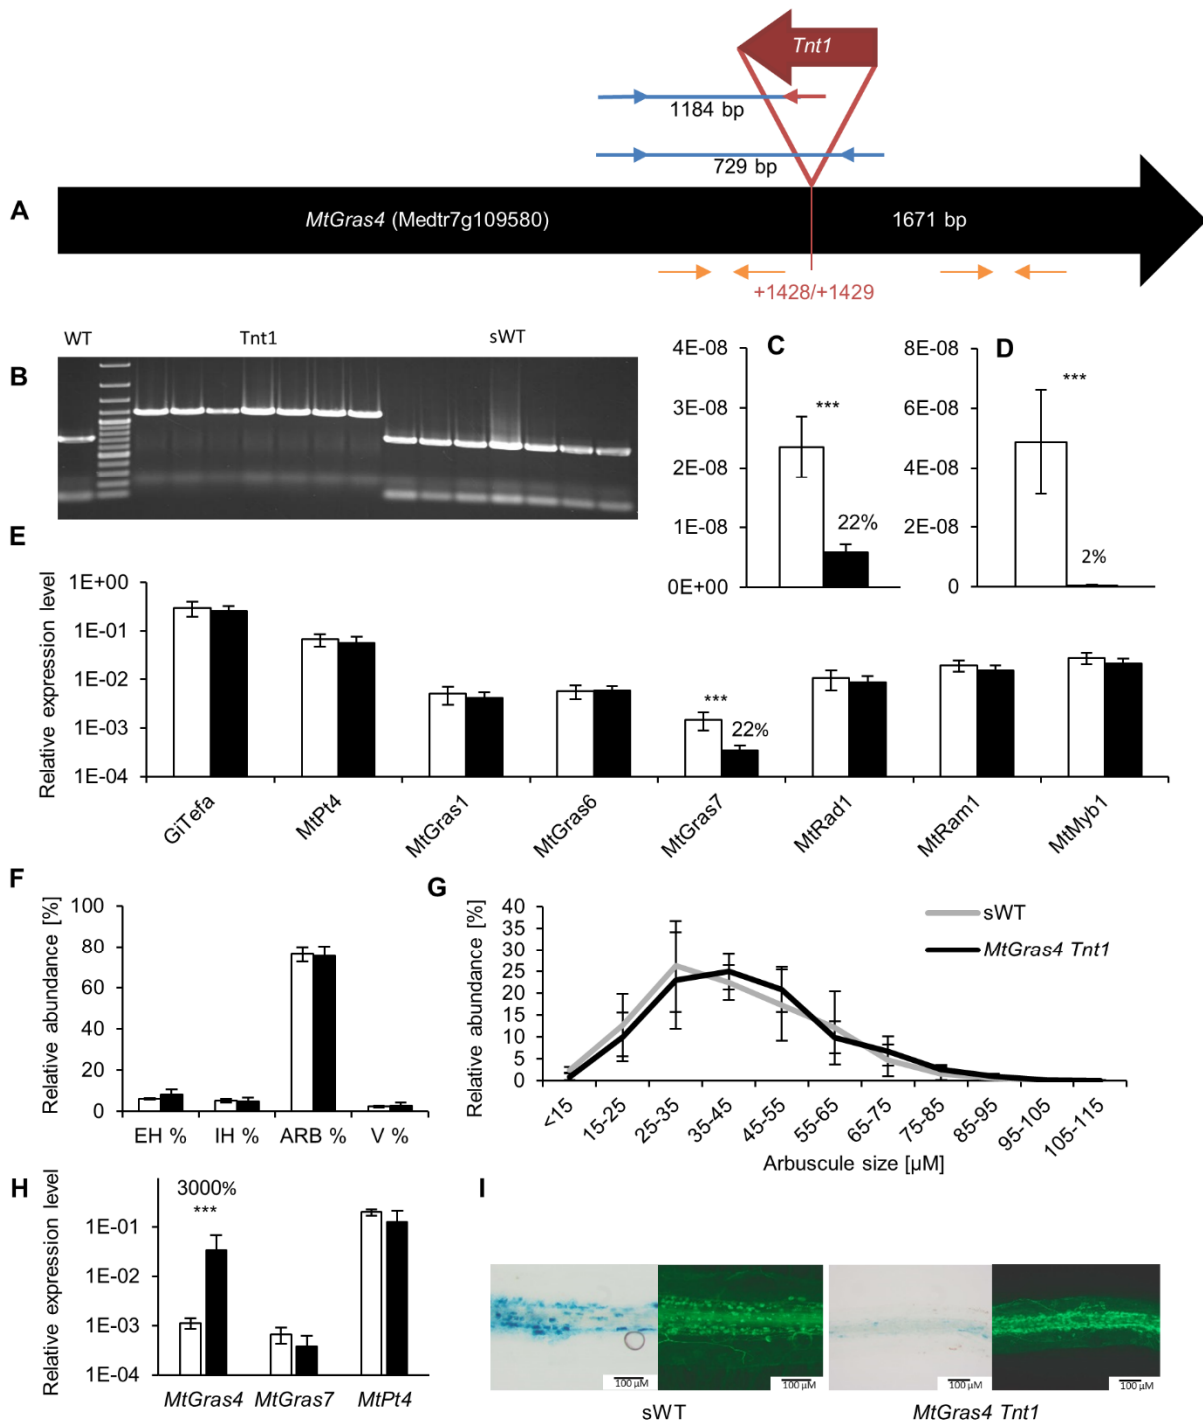 Tnt1
1184 bp
729 bp
A
MtGras4 (Medtr7g109580)
1671 bp
+1428/+1429
WT
Tnt1
sWT
B
C
4E-08
3E-08
2E-08
1E-08
0E+00
***
22%
D
8E-08
6E-08
4E-08
2E-08
0
***
2%
E
Relative expression level
1E+00
1E-01
1E-02
1E-03
1E-04
***
22%
GiTefa
MtPt4
MtGras1
MtGras6
MtGras7
MtRad1
MtRam1
MtMyb1
F
Relative abundance [%]
100
80
60
40
20
0
EH %
IH %
ARB %
V %
G
Relative abundance [%]
40
35
30
25
20
15
10
5
0
sWT
MtGras4 Tnt1
<15
15-25
25-35
35-45
45-55
55-65
65-75
75-85
85-95
95-105
105-115
Arbuscule size [µM]
H
Relative expression level
3000%
***
1E-01
1E-02
1E-03
1E-04
MtGras4
MtGras7
MtPt4
I
100 µM
100 µM
100 µM
100 µM
sWT
MtGras4 Tnt1